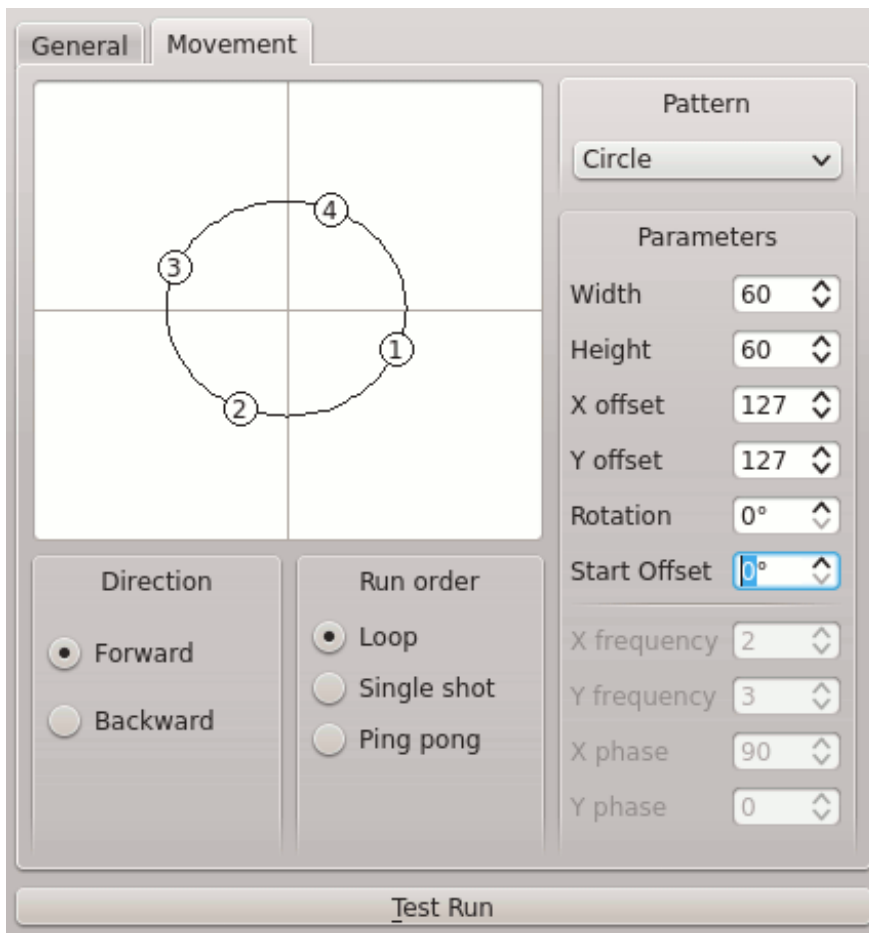 General Movement
4
3
1
2
Pattern
Circle
Parameters
Width 60
Height 60
X offset 127
Y offset 127
Rotation 0°
Start Offset 0°
X frequency 2
Y frequency 3
X phase 90
Y phase 0
Direction
Forward
Backward
Run order
Loop
Single shot
Ping pong
Test Run